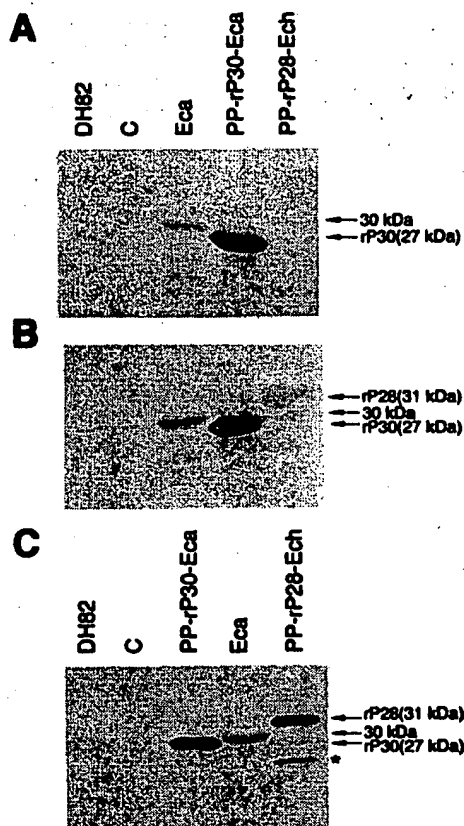 A
DH82
C
Eca
PP-rP30-Eca
PP-rP28-Ech
30 kDa
rP30(27 kDa)
B
rP28(31 kDa)
30 kDa
rP30(27 kDa)
C
DH82
C
PP-rP30-Eca
Eca
PP-rP28-Ech
rP28(31 kDa)
30 kDa
rP30(27 kDa)
*